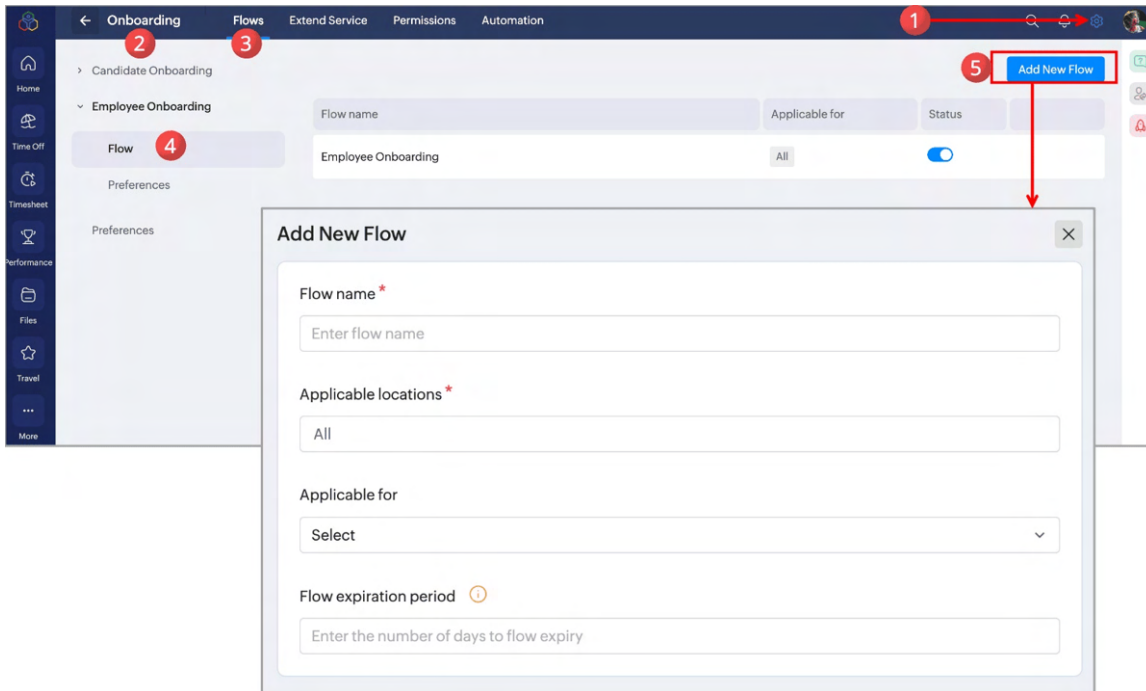 Onboarding Flows Extend Service Permissions Automation 1
2 3
Home
Candidate Onboarding 5 Add New Flow
Employee Onboarding
Flow name Applicable for Status
Time Off
Flow 4
Employee Onboarding All
Preferences
Timesheet
Preferences
Performance
Files
Travel
More
Add New Flow
Flow name *
Enter flow name
Applicable locations *
All
Applicable for
Select
Flow expiration period
Enter the number of days to flow expiry